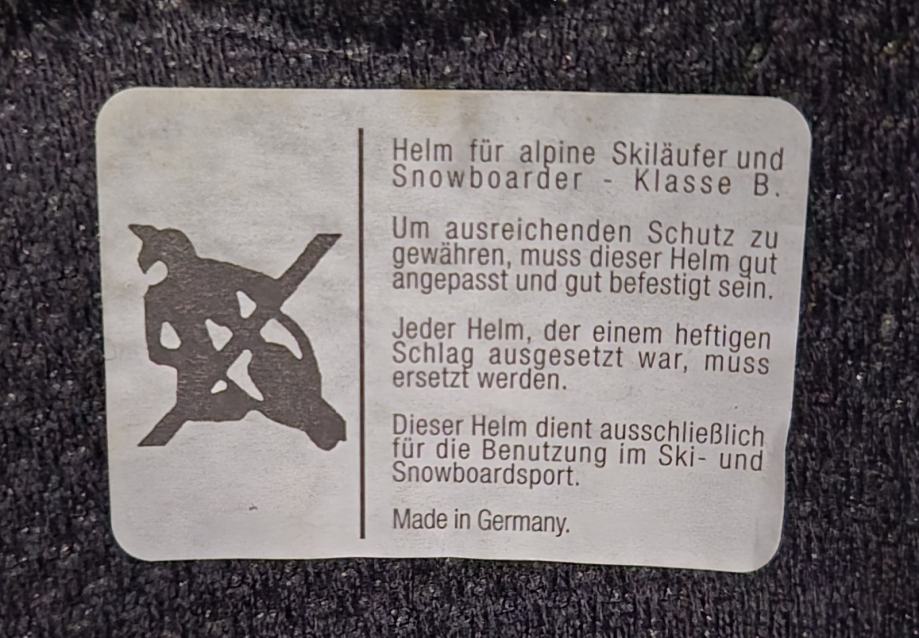 Helm für alpine Skiläufer und
Snowboarder - Klasse B.
Um ausreichenden Schutz zu
gewähren, muss dieser Helm gut
angepasst und gut befestigt sein.
Jeder Helm, der einem heftigen
Schlag ausgesetzt war, muss
ersetzt werden.
Dieser Helm dient ausschließlich
für die Benutzung im Ski- und
Snowboardsport.
Made in Germany.